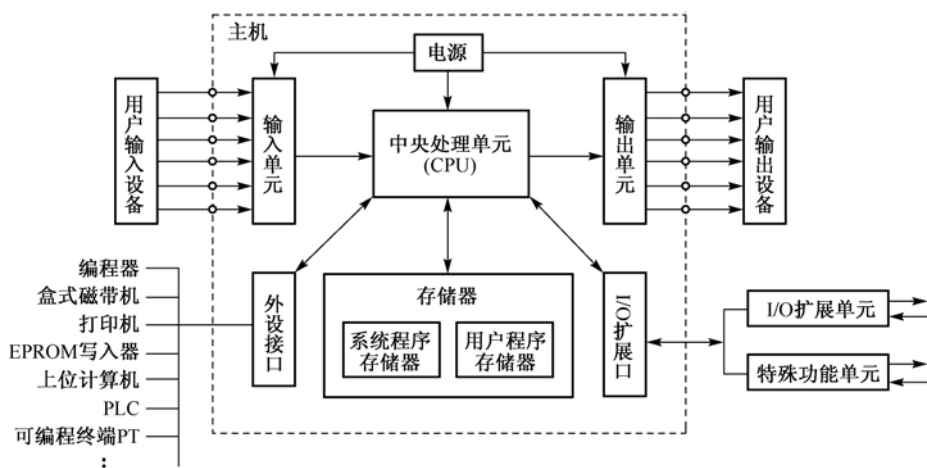 主机
电源
用户输入设备
输入单元
中央处理单元
(CPU)
输出单元
用户输出设备
编程器
盒式磁带机
打印机
EPROM写入器
上位计算机
PLC
可编程终端PT
⋮
外设接口
存储器
系统程序
存储器
用户程序
存储器
I/O扩展口
I/O扩展单元
特殊功能单元